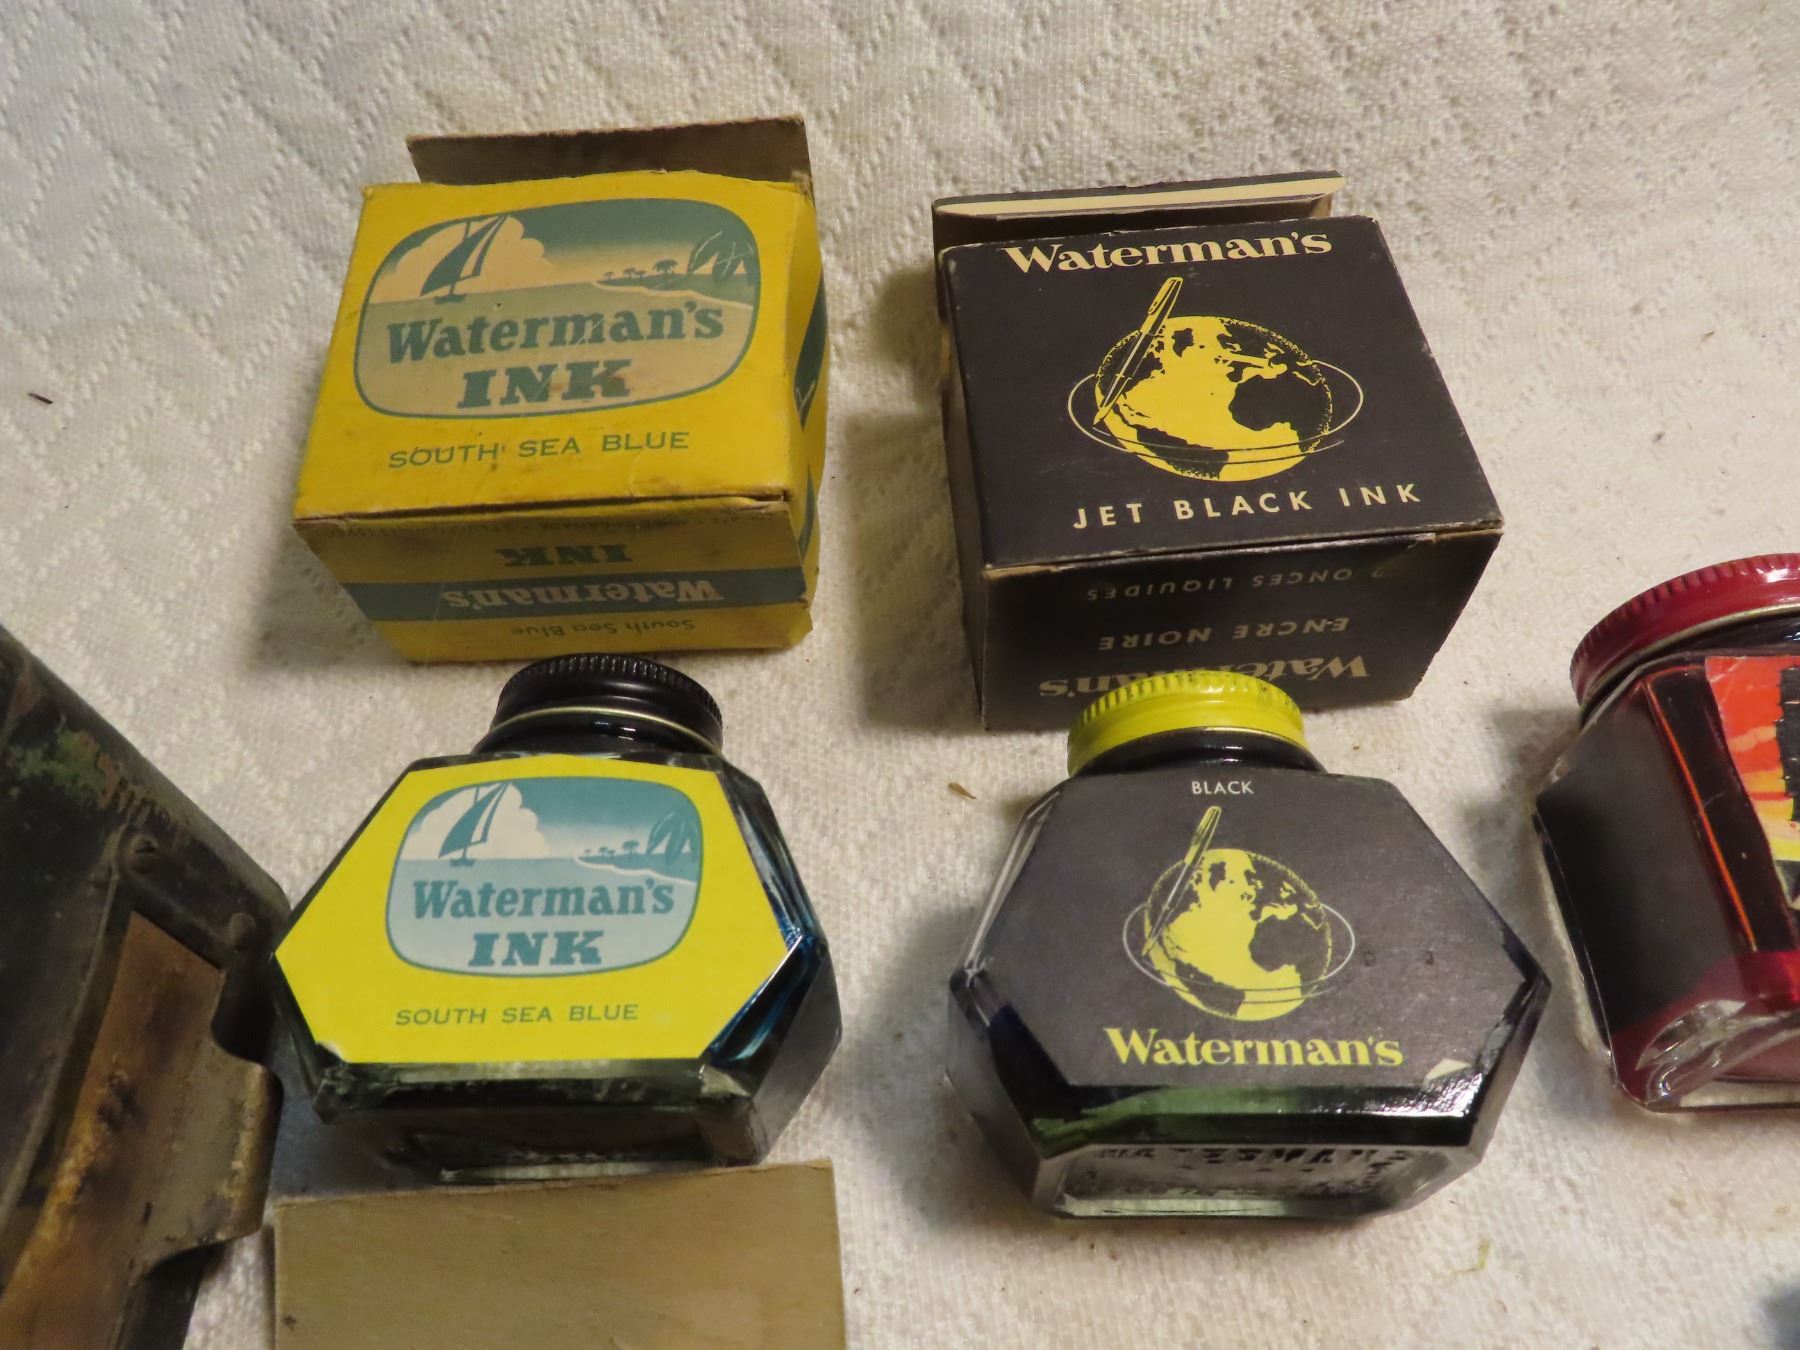 Waterman's
INK
SOUTH SEA BLUE
INK
Waterman's
South Sea Blue
Waterman's
JET BLACK INK
2 ONCES LIQUIDES
ENCRE NOIRE
Waterman's
Waterman's
INK
SOUTH SEA BLUE
BLACK
Waterman's